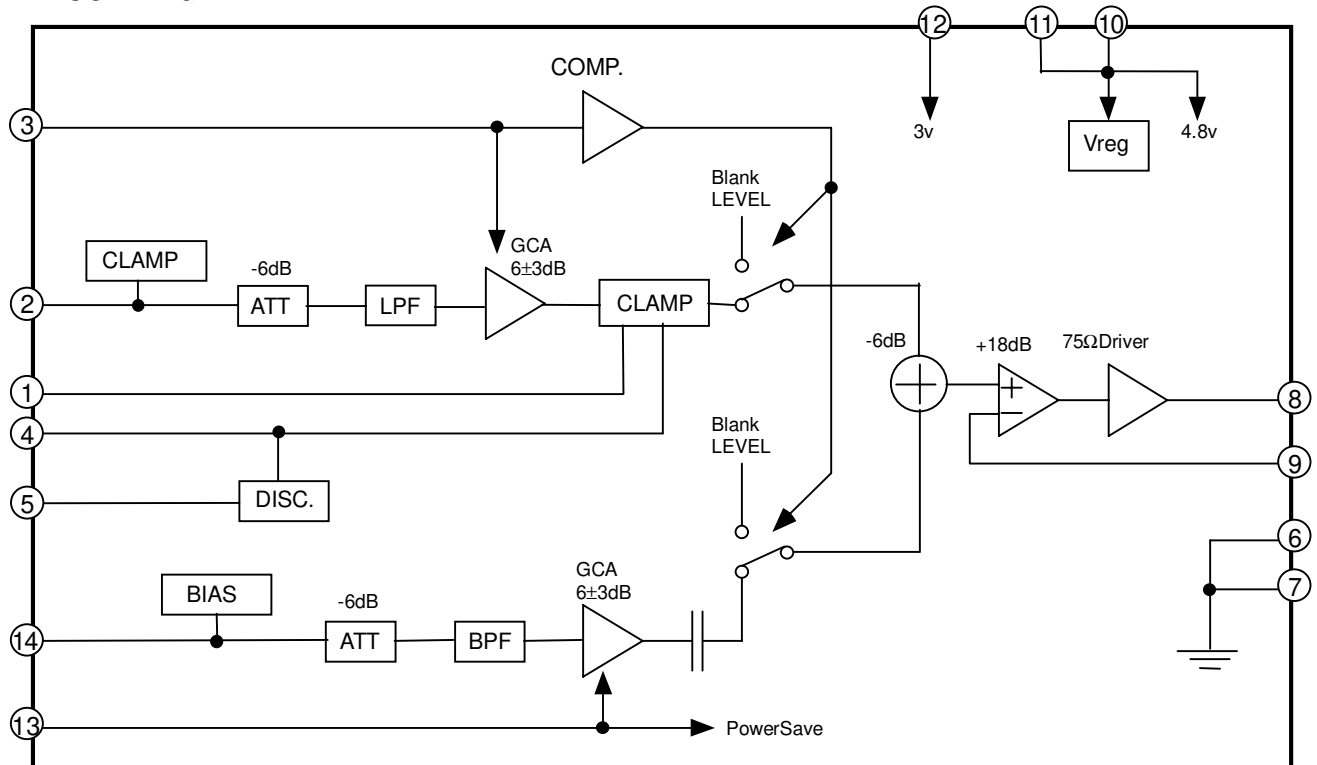 12
11
10
COMP.
3
3v
Vreg
4.8v
Blank
LEVEL
CLAMP
GCA
6±3dB
-6dB
2
ATT
LPF
CLAMP
-6dB
+18dB
75ΩDriver
1
8
4
Blank
LEVEL
9
5
DISC.
6
GCA
6±3dB
7
BIAS
-6dB
14
ATT
BPF
13
PowerSave